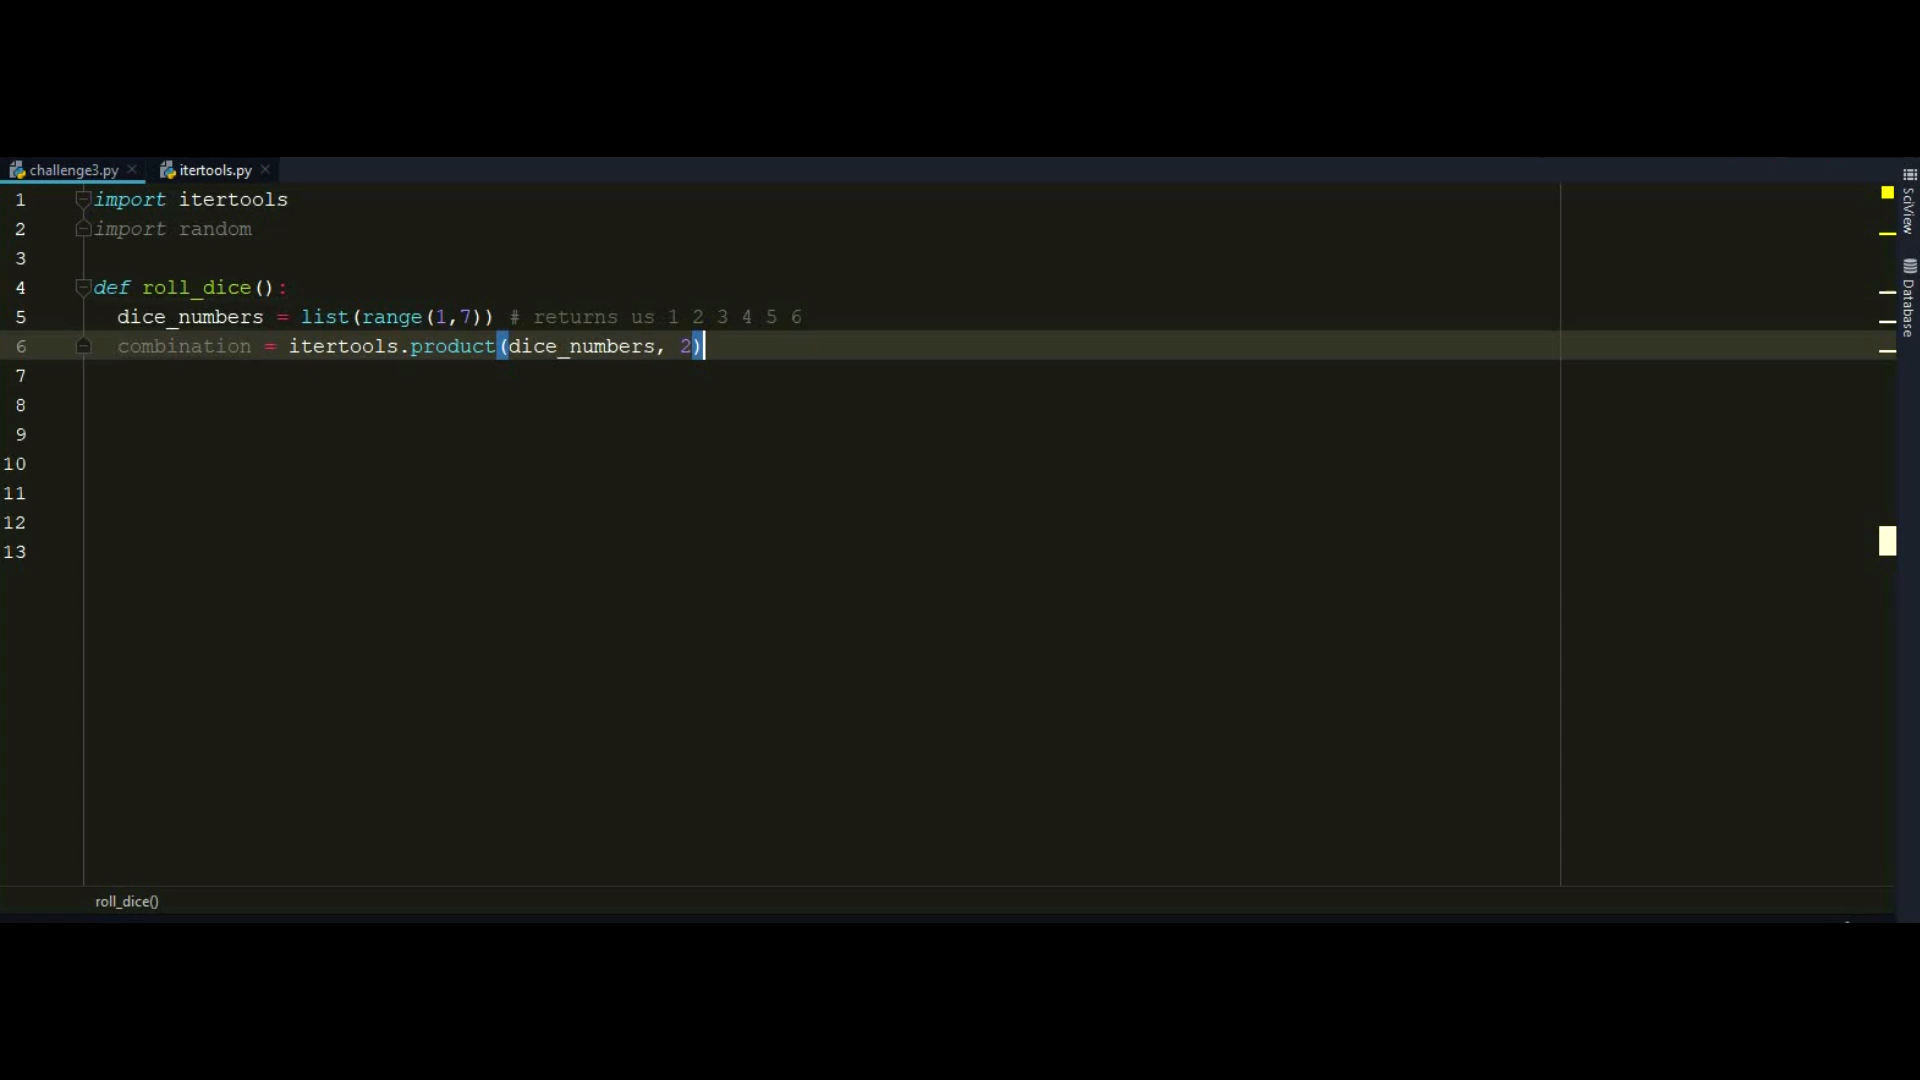 challenge3.py itertools.py
1 import itertools
2 import random
3
4 def roll_dice():
5 dice_numbers = list(range(1,7)) # returns us 1 2 3 4 5 6
6 combination = itertools.product(dice_numbers, 2)
7
8
9
10
11
12
13
SciView
Database
roll_dice()